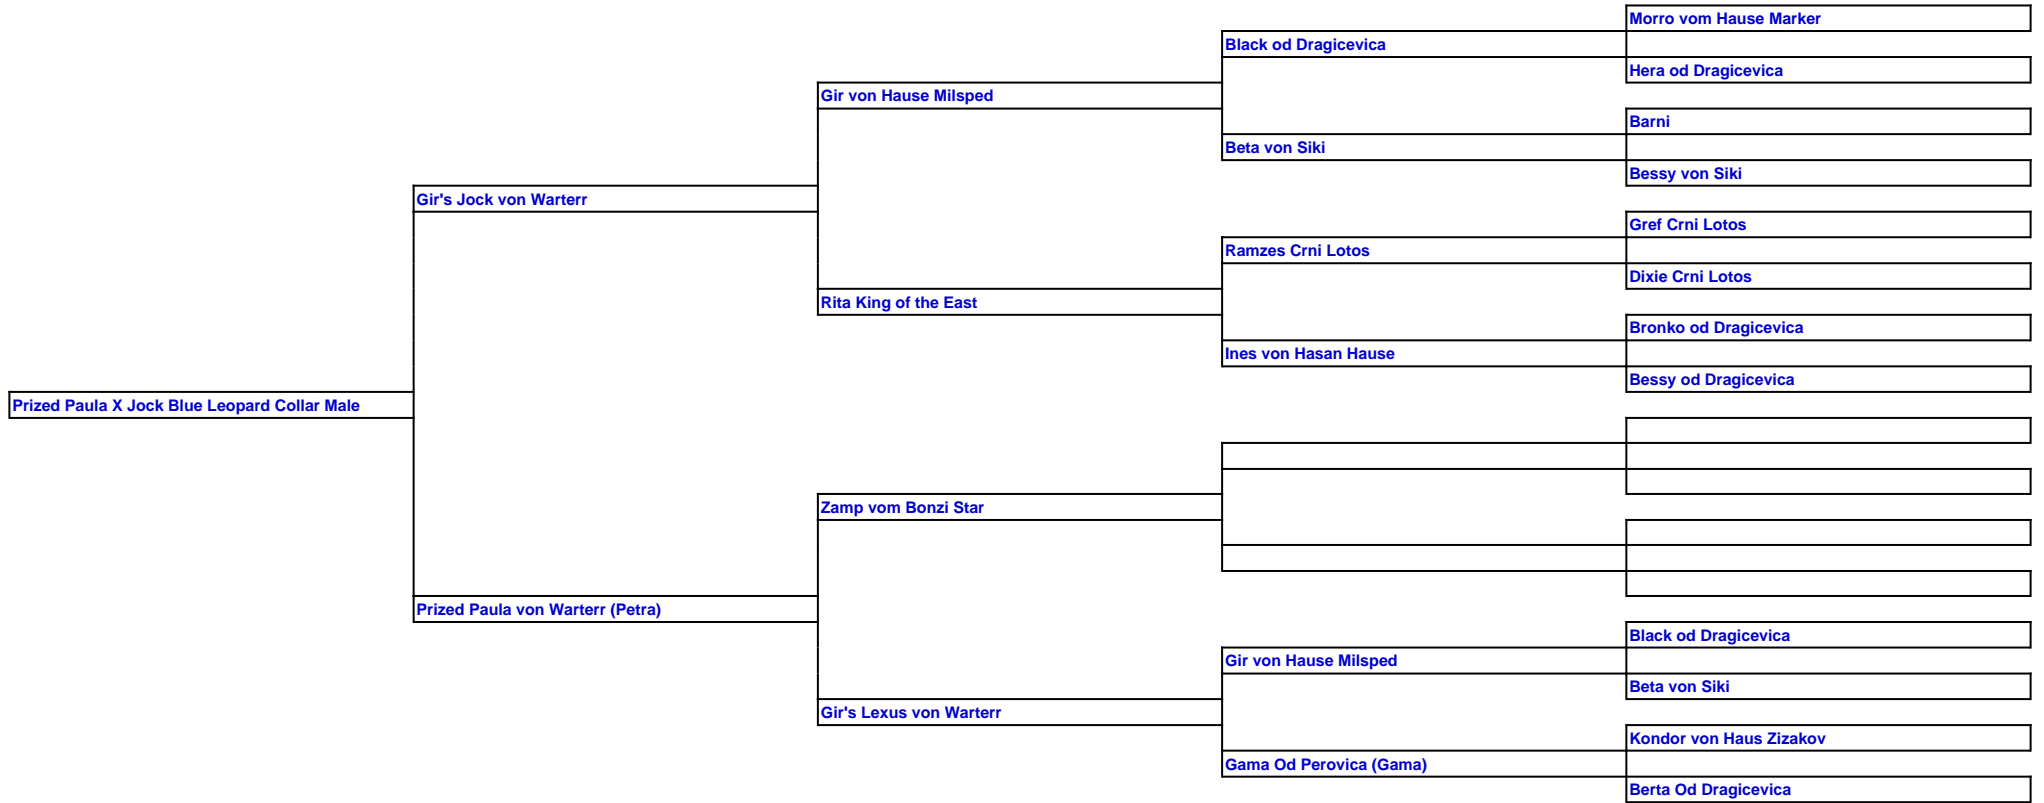 Morro vom Hause Marker
Black od Dragicevica
Hera od Dragicevica
Gir von Hause Milsped
Barni
Beta von Siki
Bessy von Siki
Gir's Jock von Warterr
Gref Crni Lotos
Ramzes Crni Lotos
Dixie Crni Lotos
Rita King of the East
Bronko od Dragicevica
Ines von Hasan Hause
Bessy od Dragicevica
Prized Paula X Jock Blue Leopard Collar Male
Zamp vom Bonzi Star
Prized Paula von Warterr (Petra)
Black od Dragicevica
Gir von Hause Milsped
Beta von Siki
Gir's Lexus von Warterr
Kondor von Haus Zizakov
Gama Od Perovica (Gama)
Berta Od Dragicevica